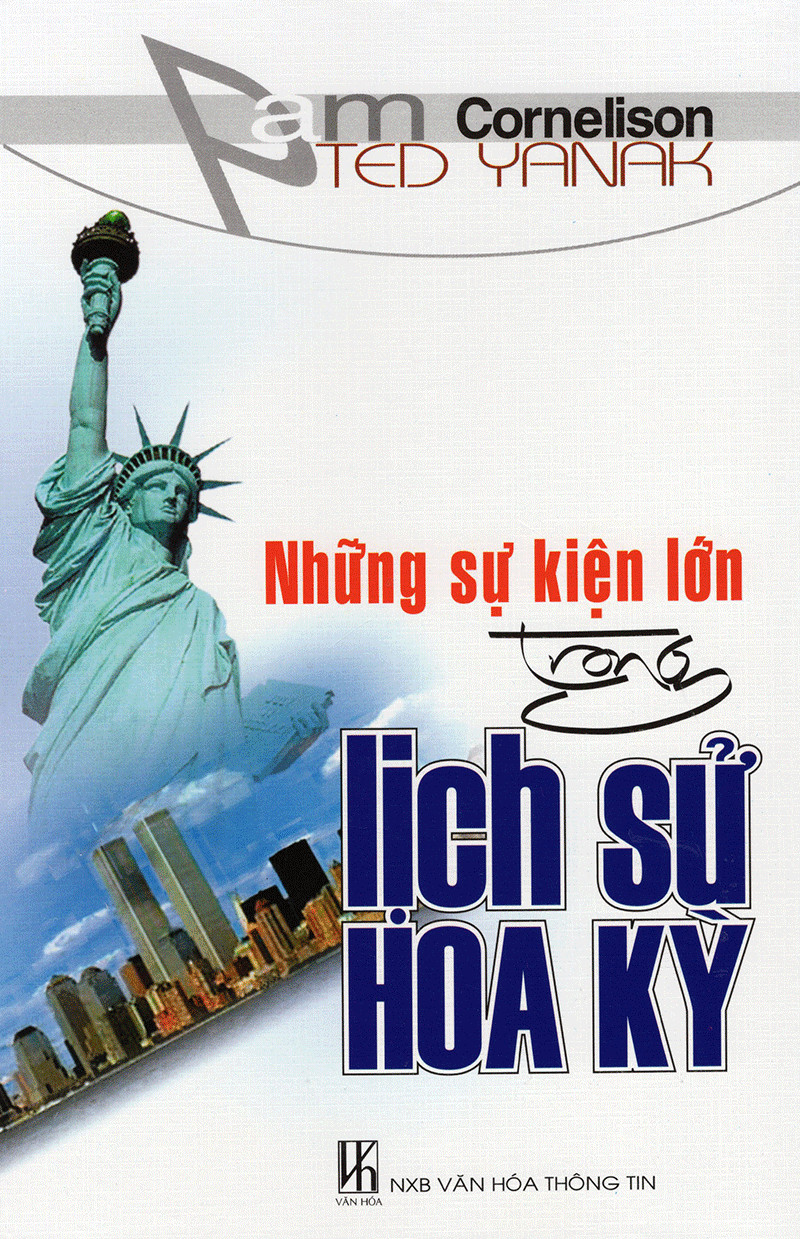 Pam Cornelison
TED YANAK
Những sự kiện lớn
trong
lịch sử
HOA KỲ
VĂN HÓA
NXB VĂN HÓA THÔNG TIN